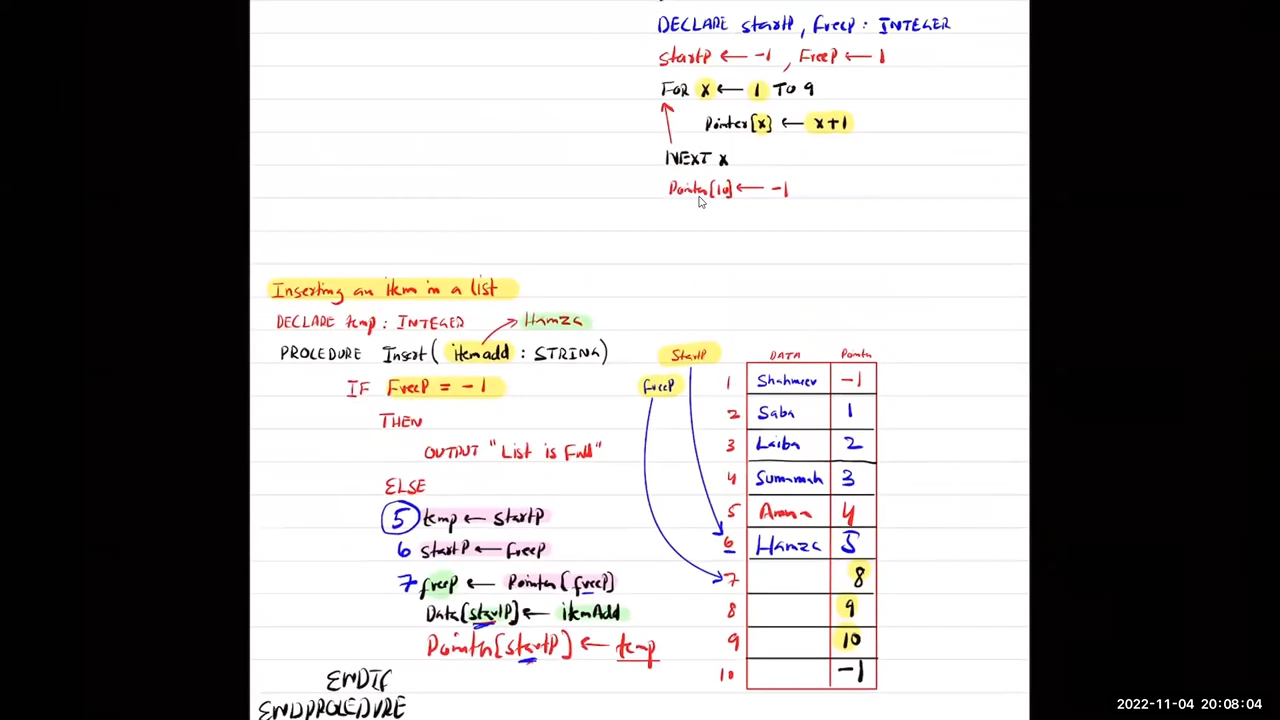 DECLARE startP, freeP : INTEGER
StartP ← -1 , FreeP ← 1
FOR x ← 1 TO 9
Pointer[x] ← x+1
NEXT x
Pointer[10] ← -1
Inserting an item in a list
DECLARE temp : INTEGER
Hamza
PROCEDURE Insert( itemadd : STRING)
IF FreeP = -1
THEN
OUTPUT "List is Full"
ELSE
5 temp ← startP
6 startP ← freeP
7 freeP ← Pointer[freeP]
Data[startP] ← itemAdd
Pointer[startP] ← temp
ENDIF
ENDPROCEDURE
StartP
FreeP
DATA Pointer
1 Shahmeer -1
2 Saba 1
3 Laiba 2
4 Summah 3
5 4
6 Hamza 5
7 8
8 9
9 10
10 -1
2022-11-04 20:08:04